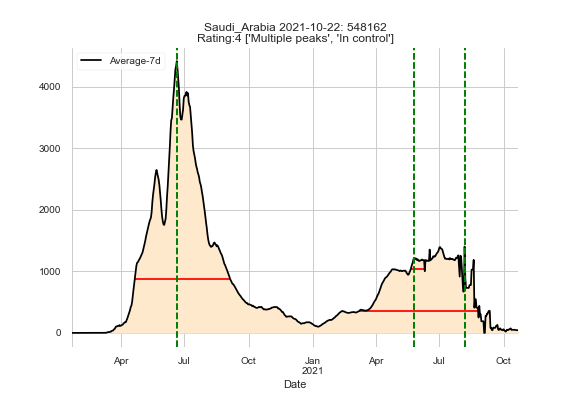 Saudi_Arabia 2021-10-22: 548162
Rating:4 ['Multiple peaks', 'In control']
Average-7d
4000
3000
2000
1000
0
Apr Jul Oct Jan Apr Jul Oct
2021
Date